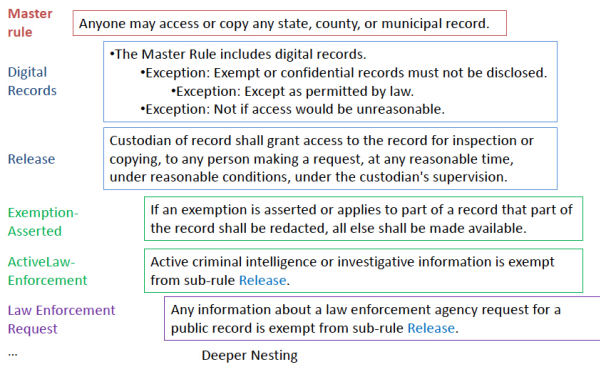 Master
rule
Anyone may access or copy any state, county, or municipal record.
Digital
Records
•The Master Rule includes digital records.
•Exception: Exempt or confidential records must not be disclosed.
•Exception: Except as permitted by law.
•Exception: Not if access would be unreasonable.
Release
Custodian of record shall grant access to the record for inspection or
copying, to any person making a request, at any reasonable time,
under reasonable conditions, under the custodian's supervision.
Exemption-
Asserted
If an exemption is asserted or applies to part of a record that part of
the record shall be redacted, all else shall be made available.
ActiveLaw-
Enforcement
Active criminal intelligence or investigative information is exempt
from sub-rule Release.
Law Enforcement
Request
Any information about a law enforcement agency request for a
public record is exempt from sub-rule Release.
...
Deeper Nesting